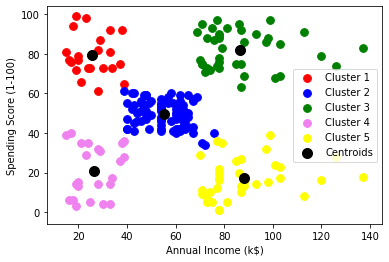 100
80
60
40
20
0
Spending Score (1-100)
20 40 60 80 100 120 140
Annual Income (k$)
Cluster 1
Cluster 2
Cluster 3
Cluster 4
Cluster 5
Centroids